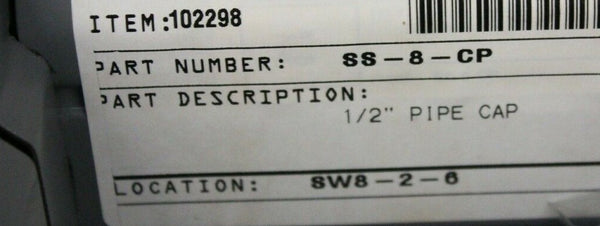 ITEM:102298
PART NUMBER: SS-8-CP
PART DESCRIPTION:
1/2" PIPE CAP
LOCATION: SW8-2-6